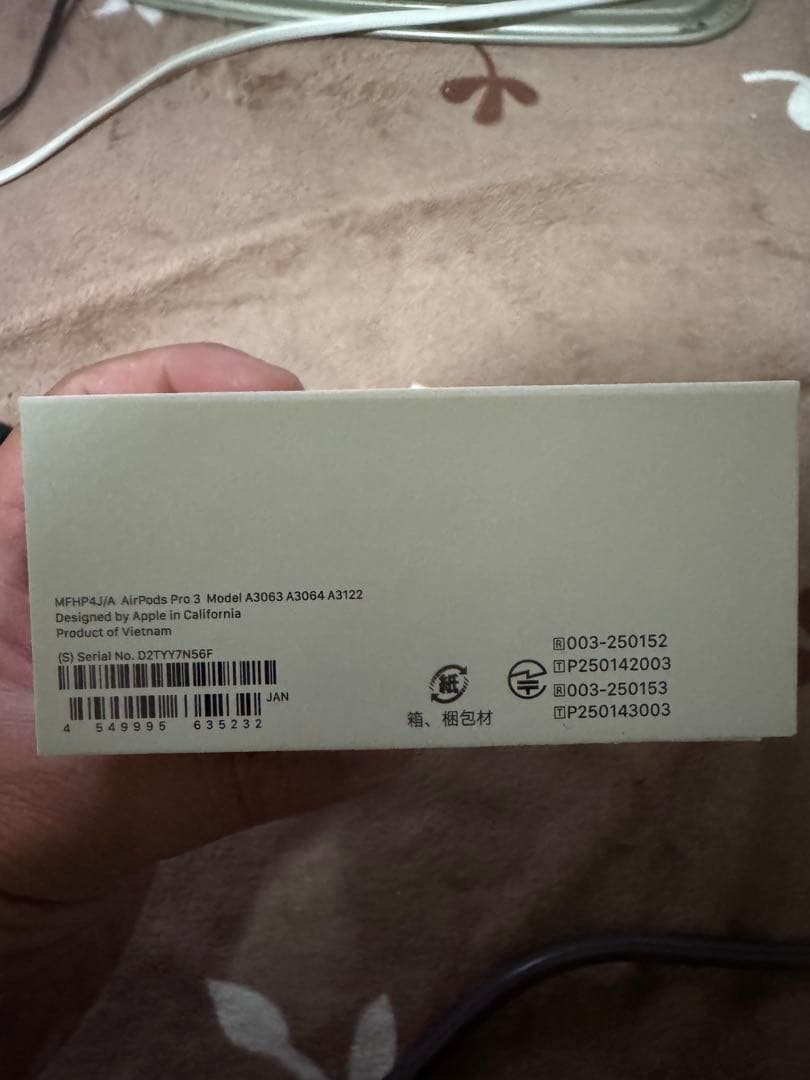 MFHP4J/A AirPods Pro 3 Model A3063 A3064 A3122
Designed by Apple in California
Product of Vietnam
(S) Serial No. D2TYY7N56F
JAN
4 549995 635232
紙
箱、梱包材
🅁003-250152
🅃P250142003
🅁003-250153
🅃P250143003